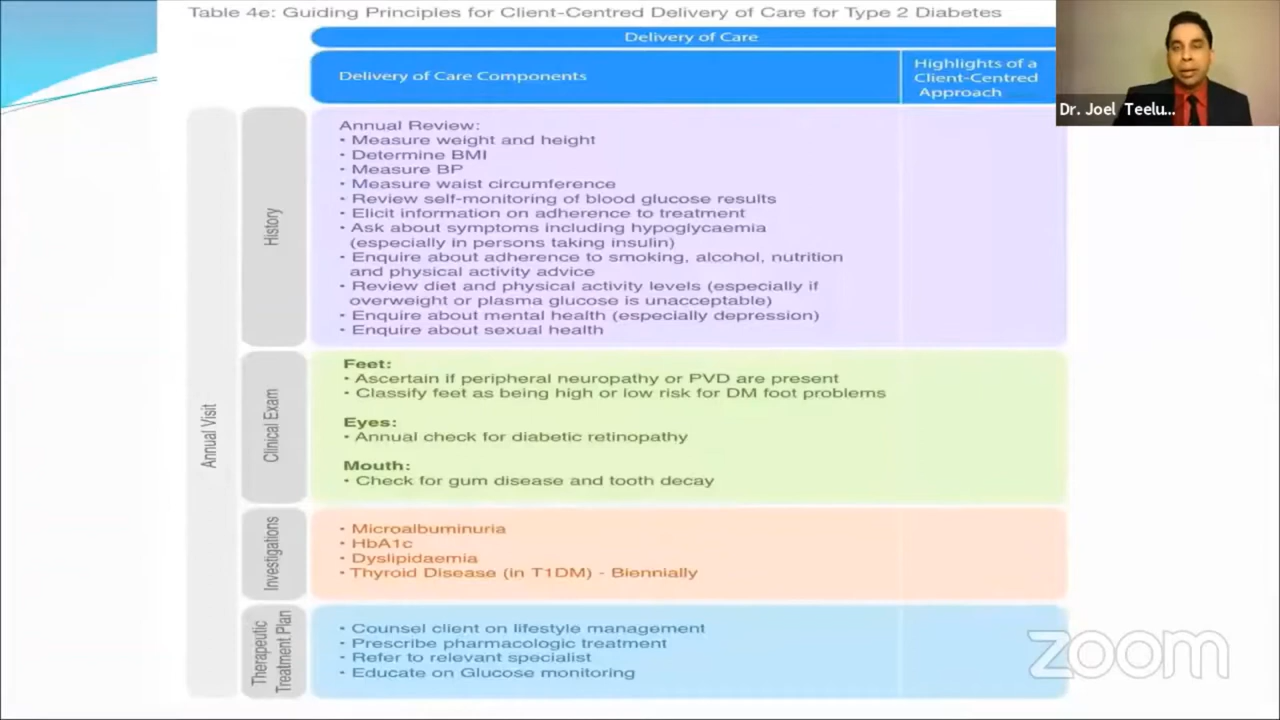 Table 4e: Guiding Principles for Client-Centred Delivery of Care for Type 2 Diabetes
Delivery of Care
Delivery of Care Components
Highlights of a
Client-Centred
Approach
Dr. Joel Teelu...
Annual Visit
History
Annual Review:
• Measure weight and height
• Determine BMI
• Measure BP
• Measure waist circumference
• Review self-monitoring of blood glucose results
• Elicit information on adherence to treatment
• Ask about symptoms including hypoglycaemia
(especially in persons taking insulin)
• Enquire about adherence to smoking, alcohol, nutrition
and physical activity advice
• Review diet and physical activity levels (especially if
overweight or plasma glucose is unacceptable)
• Enquire about mental health (especially depression)
• Enquire about sexual health
Clinical Exam
Feet:
• Ascertain if peripheral neuropathy or PVD are present
• Classify feet as being high or low risk for DM foot problems
Eyes:
• Annual check for diabetic retinopathy
Mouth:
• Check for gum disease and tooth decay
Investigations
• Microalbuminuria
• HbA1c
• Dyslipidaemia
• Thyroid Disease (in T1DM) - Biennially
Therapeutic
Treatment Plan
• Counsel client on lifestyle management
• Prescribe pharmacologic treatment
• Refer to relevant specialist
• Educate on Glucose monitoring
zoom